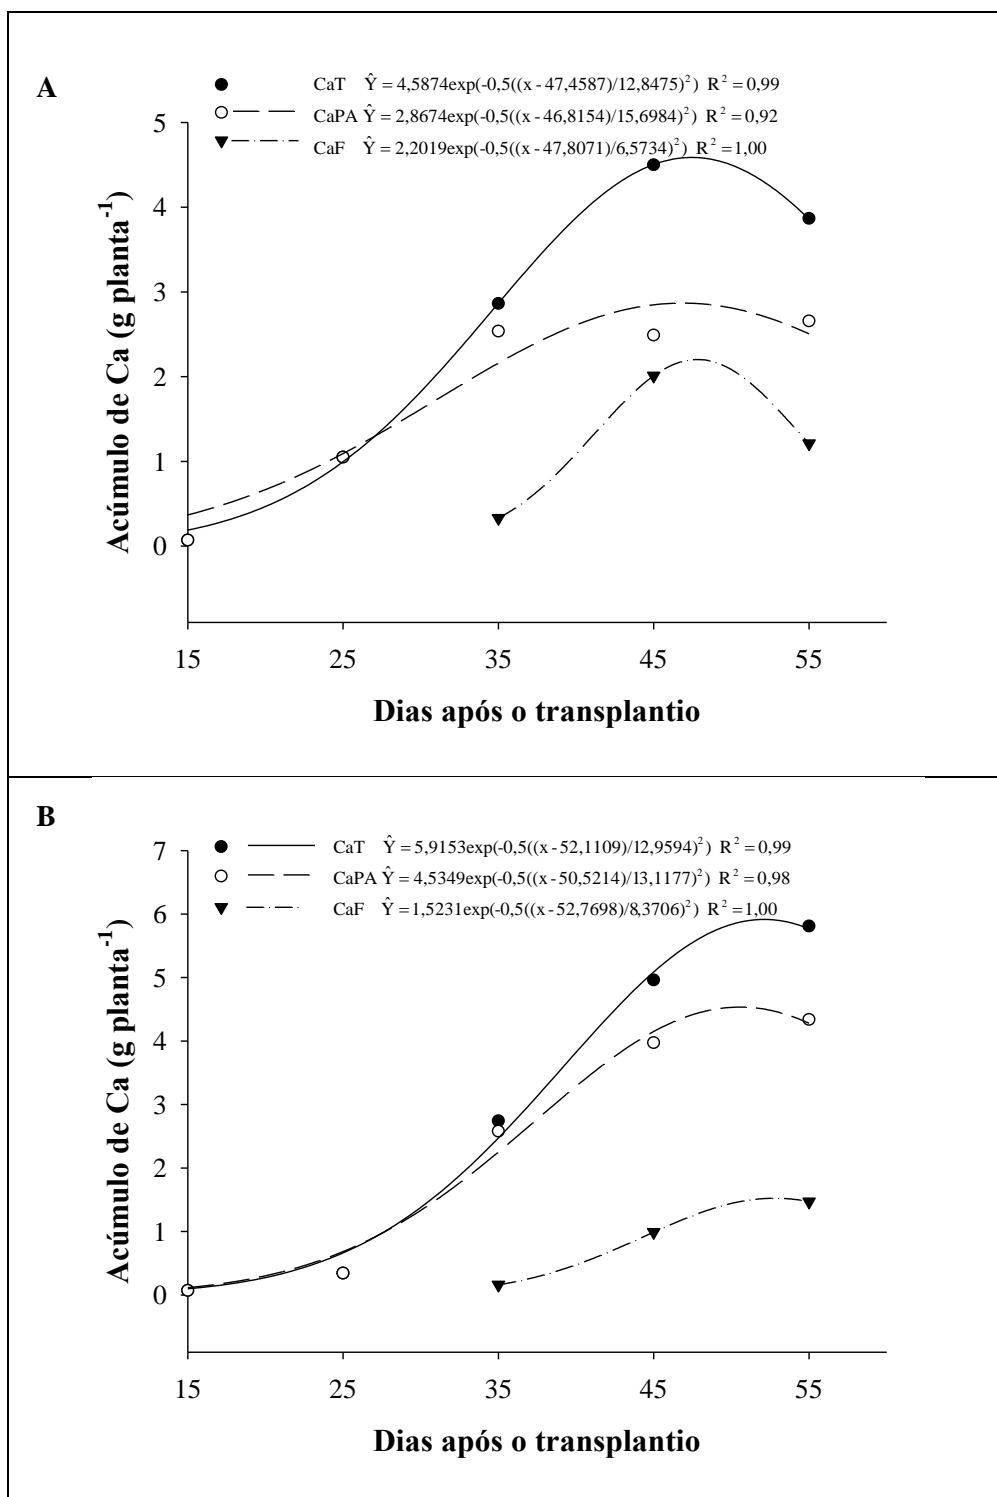 A
CaT Ŷ = 4,5874exp(-0,5((x - 47,4587)/12,8475)²) R² = 0,99
CaPA Ŷ = 2,8674exp(-0,5((x - 46,8154)/15,6984)²) R² = 0,92
CaF Ŷ = 2,2019exp(-0,5((x - 47,8071)/6,5734)²) R² = 1,00
Acúmulo de Ca (g planta⁻¹)
5
4
3
2
1
0
15 25 35 45 55
Dias após o transplantio
B
CaT Ŷ = 5,9153exp(-0,5((x - 52,1109)/12,9594)²) R² = 0,99
CaPA Ŷ = 4,5349exp(-0,5((x - 50,5214)/13,1177)²) R² = 0,98
CaF Ŷ = 1,5231exp(-0,5((x - 52,7698)/8,3706)²) R² = 1,00
Acúmulo de Ca (g planta⁻¹)
7
6
5
4
3
2
1
0
15 25 35 45 55
Dias após o transplantio